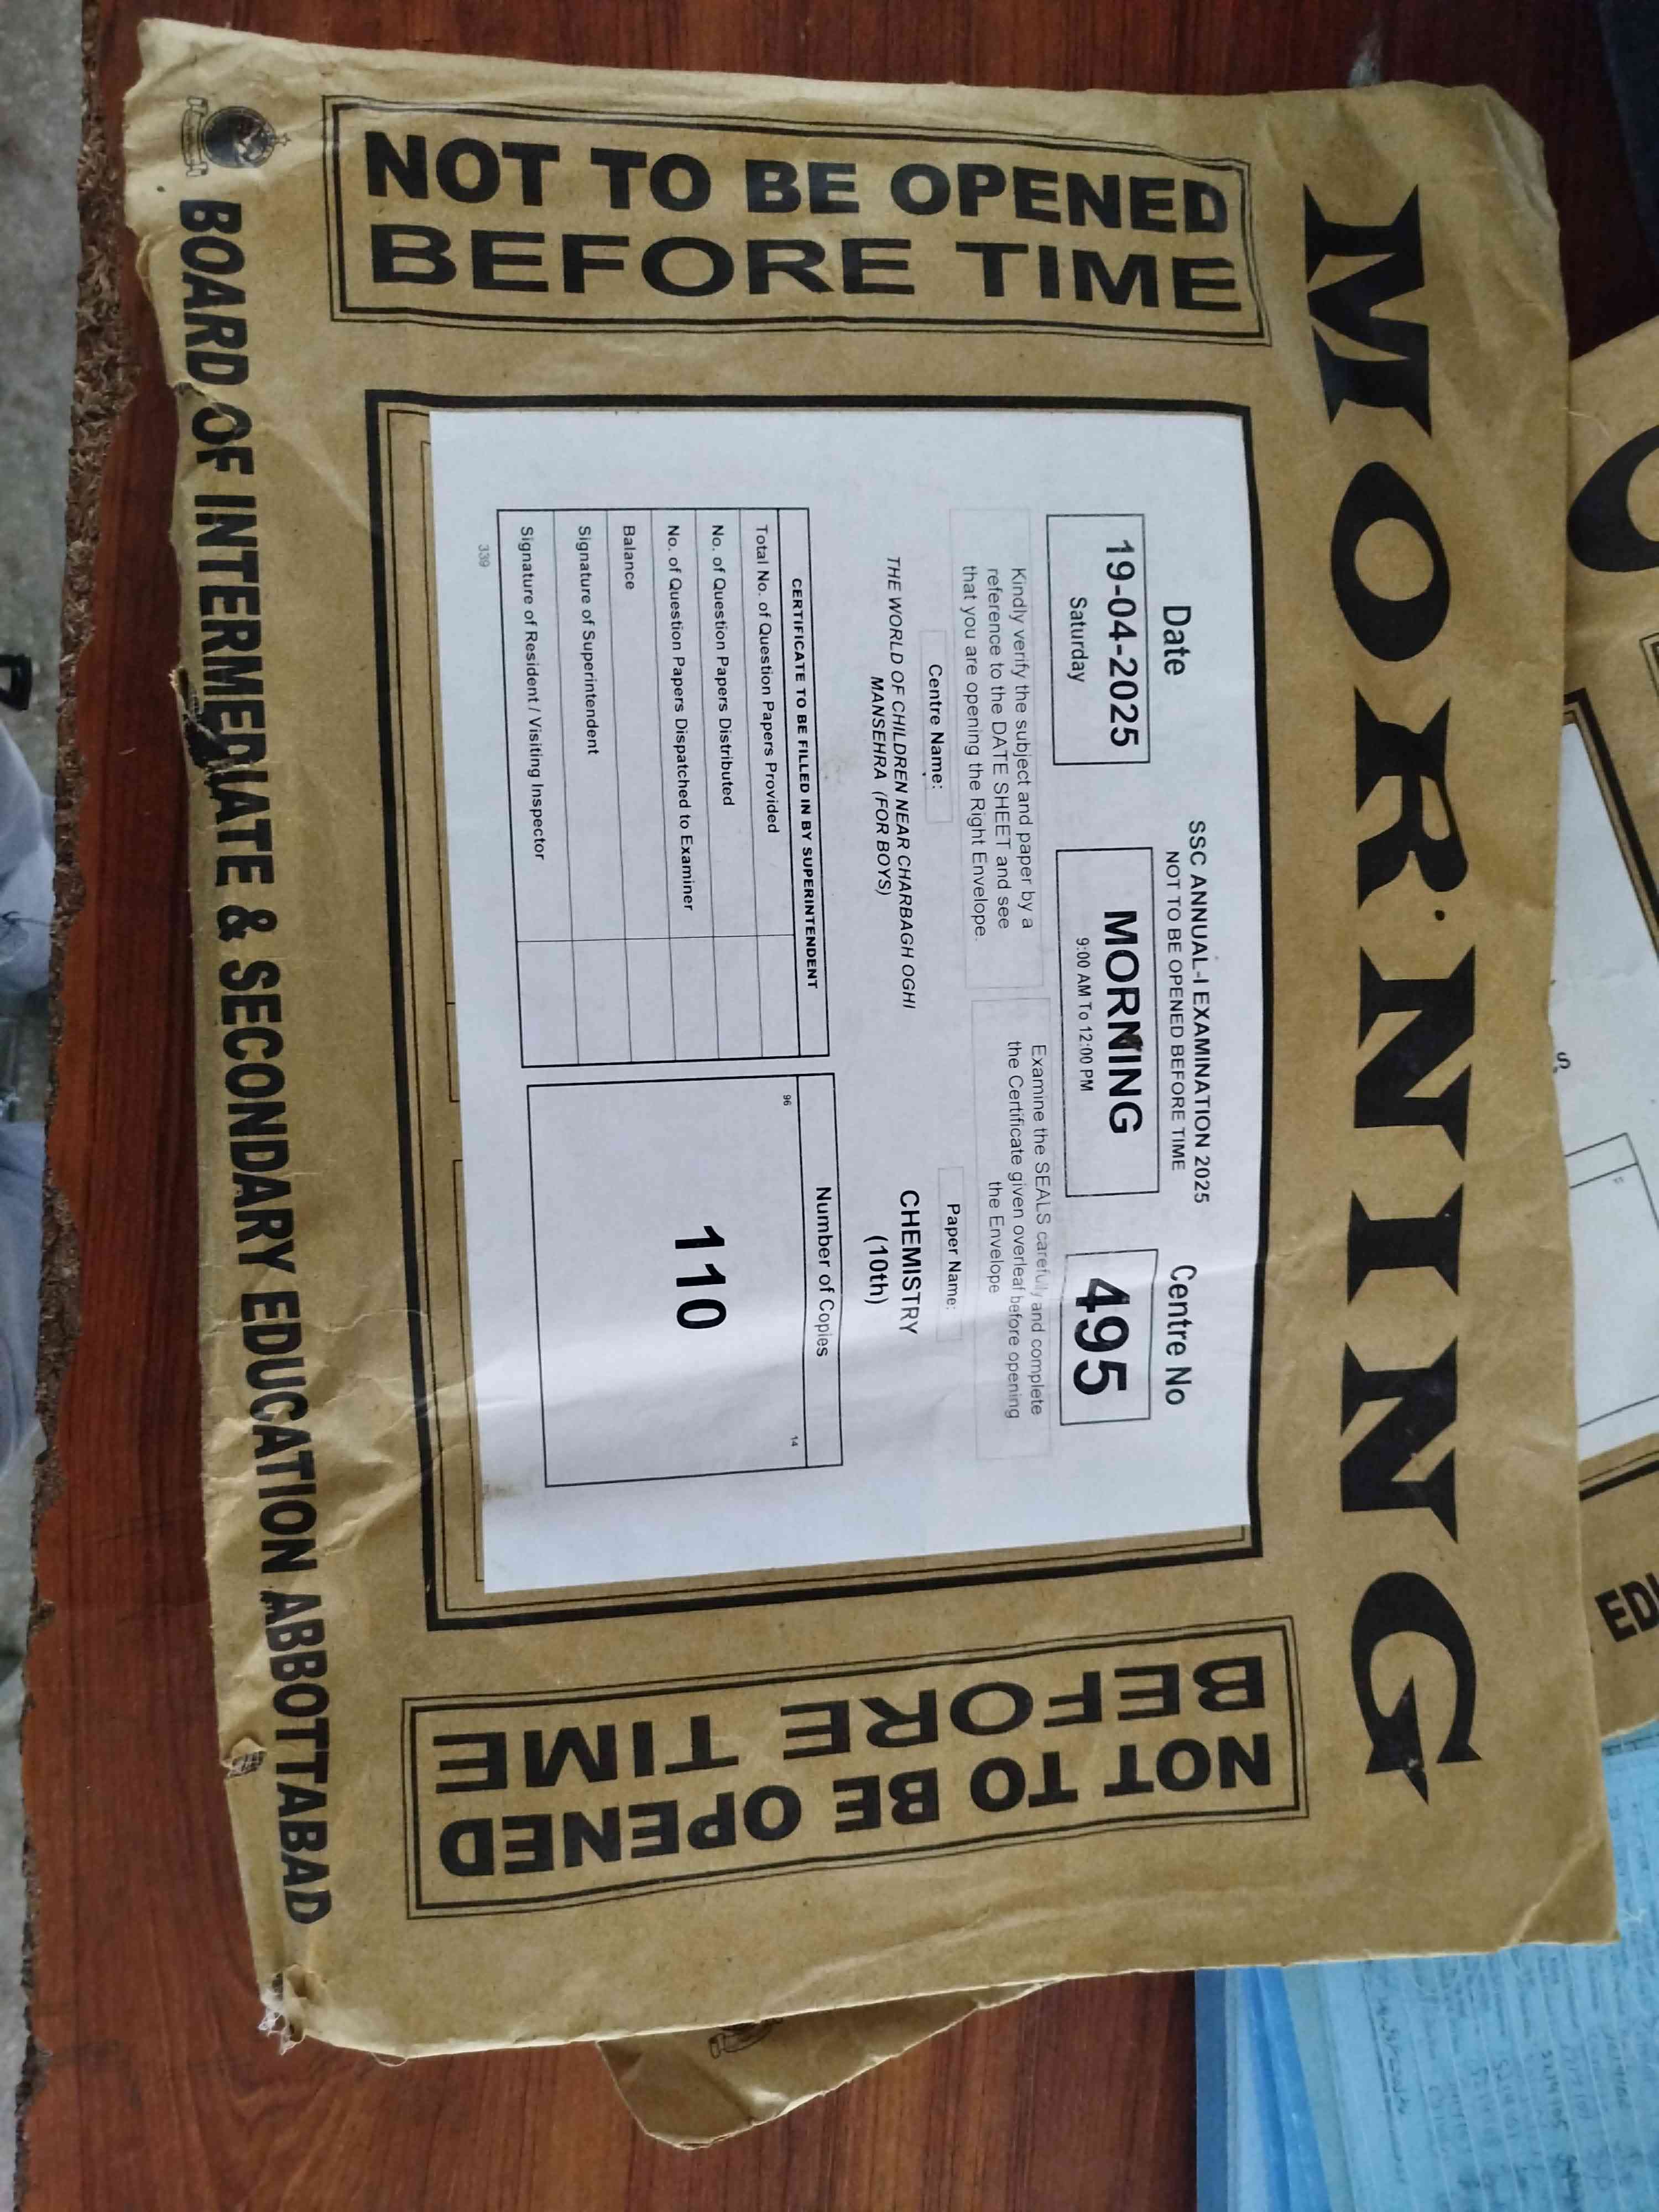 MORNING
NOT TO BE OPENED
BEFORE TIME
Date
SSC ANNUAL-I EXAMINATION 2025
NOT TO BE OPENED BEFORE TIME
Centre No
19-04-2025
Saturday
MORNING
9:00 AM To 12:00 PM
495
Kindly verify the subject and paper by a
reference to the DATE SHEET and see
that you are opening the Right Envelope.
Examine the SEALS carefully and complete
the Certificate given overleaf before opening
the Envelope
Centre Name:
Paper Name:
THE WORLD OF CHILDREN NEAR CHARBAGH OGHI
MANSEHRA (FOR BOYS)
CHEMISTRY
(10th)
CERTIFICATE TO BE FILLED IN BY SUPERINTENDENT
Total No. of Question Papers Provided
No. of Question Papers Distributed
No. of Question Papers Dispatched to Examiner
Balance
Signature of Superintendent
Signature of Resident / Visiting Inspector
Number of Copies
96
14
110
339
NOT TO BE OPENED
BEFORE TIME
BOARD OF INTERMEDIATE & SECONDARY EDUCATION ABBOTTABAD